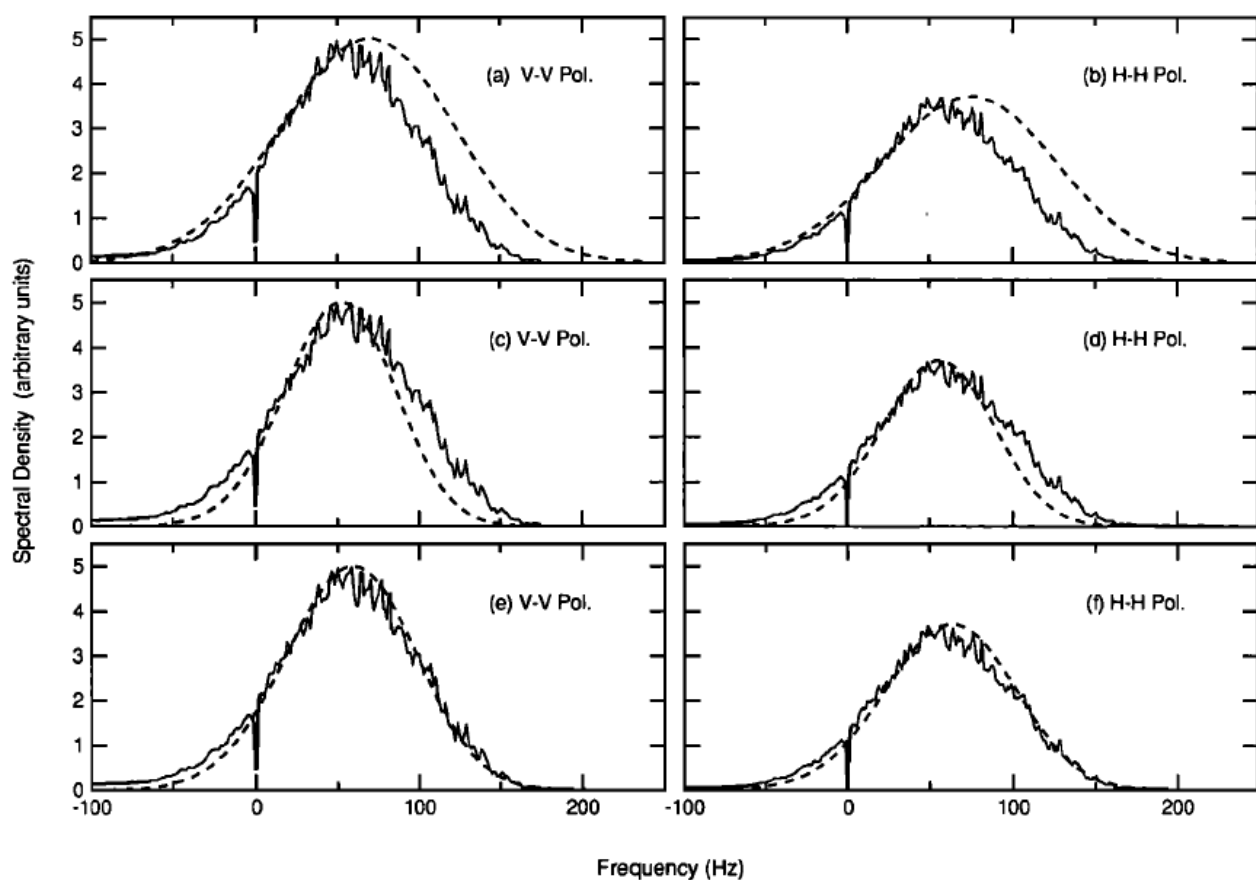 5
4
3
2
1
0
(a) V-V Pol.
(b) H-H Pol.
5
4
3
2
1
0
(c) V-V Pol.
(d) H-H Pol.
5
4
3
2
1
0
(e) V-V Pol.
(f) H-H Pol.
-100 0 100 200 -100 0 100 200
Spectral Density (arbitrary units)
Frequency (Hz)